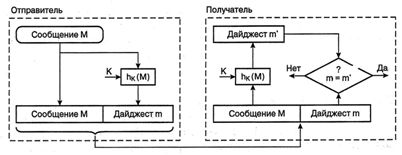 Отправитель
Сообщение M
K
hK(M)
Сообщение M
Дайджест m
Получатель
Дайджест m'
K
hK(M)
Нет
?
m = m'
Да
Сообщение M
Дайджест m